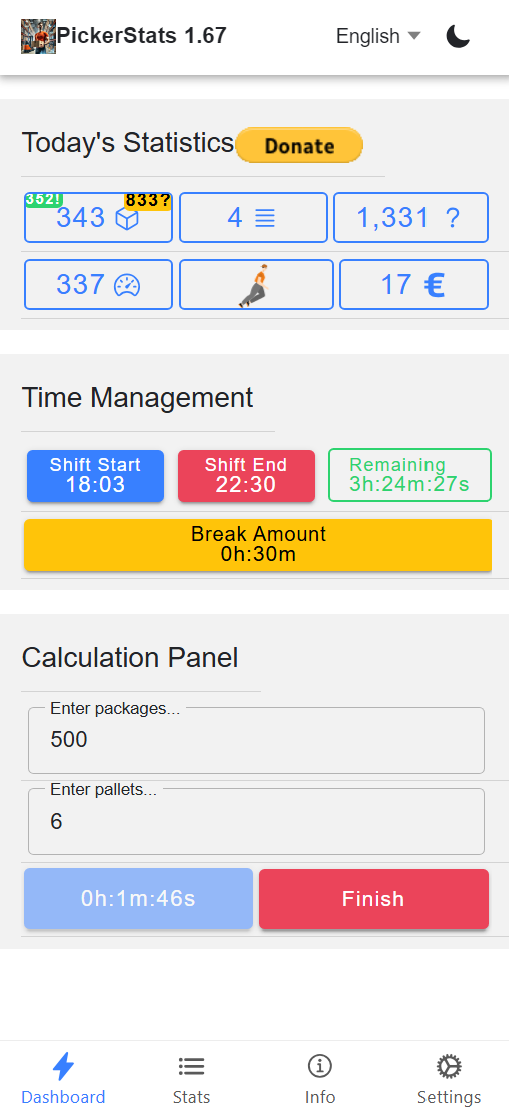 PickerStats 1.67
English
Today's Statistics
Donate
352!
833?
343
4
1,331 ?
337
17 €
Time Management
Shift Start
18:03
Shift End
22:30
Remaining
3h:24m:27s
Break Amount
0h:30m
Calculation Panel
Enter packages...
500
Enter pallets...
6
0h:1m:46s
Finish
Dashboard
Stats
Info
Settings